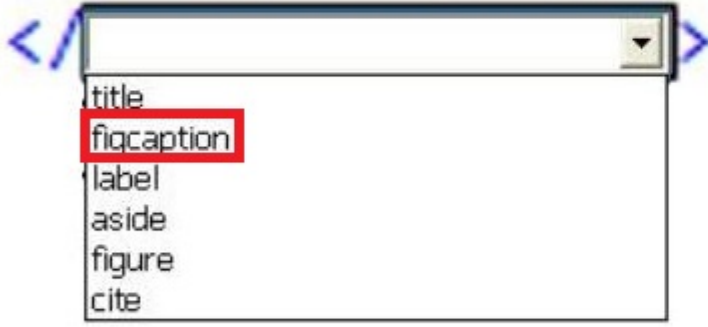 </ >
title
figcaption
label
aside
figure
cite